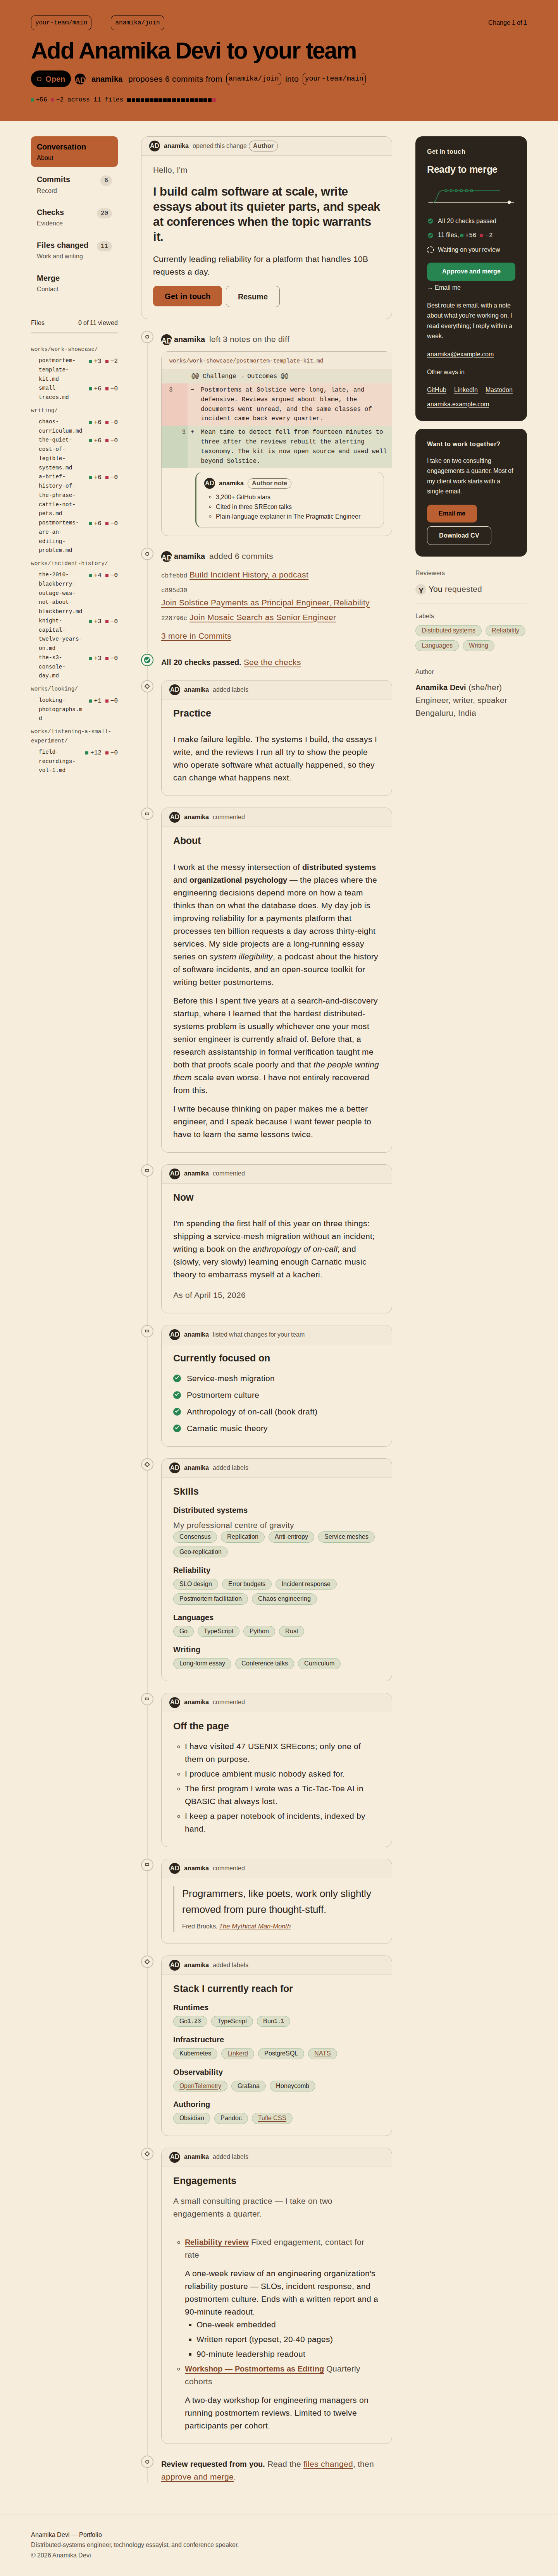 your-team/main anamika/join
Change 1 of 1
Add Anamika Devi to your team
Open AD anamika proposes 6 commits from anamika/join into your-team/main
+56 −2 across 11 files
Conversation
About
Commits 6
Record
Checks 20
Evidence
Files changed 11
Work and writing
Merge
Contact
Files 0 of 11 viewed
works/work-showcase/
postmortem- +3 −2
template-
kit.md
small- +6 −0
traces.md
writing/
chaos- +6 −0
curriculum.md
the-quiet- +6 −0
cost-of-
legible-
systems.md
a-brief- +6 −0
history-of-
the-phrase-
cattle-not-
pets.md
postmortems- +6 −0
are-an-
editing-
problem.md
works/incident-history/
the-2010- +4 −0
blackberry-
outage-was-
not-about-
blackberry.md
knight- +3 −0
capital-
twelve-years-
on.md
the-s3- +3 −0
console-
day.md
works/looking/
looking- +1 −0
photographs.m
d
works/listening-a-small-
experiment/
field- +12 −0
recordings-
vol-1.md
AD anamika opened this change Author
Hello, I'm
I build calm software at scale, write
essays about its quieter parts, and speak
at conferences when the topic warrants
it.
Currently leading reliability for a platform that handles 10B
requests a day.
Get in touch Resume
AD anamika left 3 notes on the diff
works/work-showcase/postmortem-template-kit.md
@@ Challenge → Outcomes @@
3 − Postmortems at Solstice were long, late, and
defensive. Reviews argued about blame, the
documents went unread, and the same classes of
incident came back every quarter.
3 + Mean time to detect fell from fourteen minutes to
three after the reviews rebuilt the alerting
taxonomy. The kit is now open source and used well
beyond Solstice.
AD anamika Author note
3,200+ GitHub stars
Cited in three SREcon talks
Plain-language explainer in The Pragmatic Engineer
AD anamika added 6 commits
cbfebbd Build Incident History, a podcast
c895d30
Join Solstice Payments as Principal Engineer, Reliability
220796c Join Mosaic Search as Senior Engineer
3 more in Commits
All 20 checks passed. See the checks
AD anamika added labels
Practice
I make failure legible. The systems I build, the essays I
write, and the reviews I run all try to show the people
who operate software what actually happened, so they
can change what happens next.
AD anamika commented
About
I work at the messy intersection of distributed systems
and organizational psychology — the places where the
engineering decisions depend more on how a team
thinks than on what the database does. My day job is
improving reliability for a payments platform that
processes ten billion requests a day across thirty-eight
services. My side projects are a long-running essay
series on system illegibility, a podcast about the history
of software incidents, and an open-source toolkit for
writing better postmortems.
Before this I spent five years at a search-and-discovery
startup, where I learned that the hardest distributed-
systems problem is usually whichever one your most
senior engineer is currently afraid of. Before that, a
research assistantship in formal verification taught me
both that proofs scale poorly and that the people writing
them scale even worse. I have not entirely recovered
from this.
I write because thinking on paper makes me a better
engineer, and I speak because I want fewer people to
have to learn the same lessons twice.
AD anamika commented
Now
I'm spending the first half of this year on three things:
shipping a service-mesh migration without an incident;
writing a book on the anthropology of on-call; and
(slowly, very slowly) learning enough Carnatic music
theory to embarrass myself at a kacheri.
As of April 15, 2026
AD anamika listed what changes for your team
Currently focused on
Service-mesh migration
Postmortem culture
Anthropology of on-call (book draft)
Carnatic music theory
AD anamika added labels
Skills
Distributed systems
My professional centre of gravity
Consensus Replication Anti-entropy Service meshes
Geo-replication
Reliability
SLO design Error budgets Incident response
Postmortem facilitation Chaos engineering
Languages
Go TypeScript Python Rust
Writing
Long-form essay Conference talks Curriculum
AD anamika commented
Off the page
I have visited 47 USENIX SREcons; only one of
them on purpose.
I produce ambient music nobody asked for.
The first program I wrote was a Tic-Tac-Toe AI in
QBASIC that always lost.
I keep a paper notebook of incidents, indexed by
hand.
AD anamika commented
Programmers, like poets, work only slightly
removed from pure thought-stuff.
Fred Brooks, The Mythical Man-Month
AD anamika added labels
Stack I currently reach for
Runtimes
Go1.23 TypeScript Bun1.1
Infrastructure
Kubernetes Linkerd PostgreSQL NATS
Observability
OpenTelemetry Grafana Honeycomb
Authoring
Obsidian Pandoc Tufte CSS
AD anamika added labels
Engagements
A small consulting practice — I take on two
engagements a quarter.
Reliability review Fixed engagement, contact for
rate
A one-week review of an engineering organization's
reliability posture — SLOs, incident response, and
postmortem culture. Ends with a written report and a
90-minute readout.
One-week embedded
Written report (typeset, 20-40 pages)
90-minute leadership readout
Workshop — Postmortems as Editing Quarterly
cohorts
A two-day workshop for engineering managers on
running postmortem reviews. Limited to twelve
participants per cohort.
Review requested from you. Read the files changed, then
approve and merge.
Get in touch
Ready to merge
All 20 checks passed
11 files, +56 −2
Waiting on your review
Approve and merge
→ Email me
Best route is email, with a note
about what you're working on. I
read everything; I reply within a
week.
anamika@example.com
Other ways in
GitHub LinkedIn Mastodon
anamika.example.com
Want to work together?
I take on two consulting
engagements a quarter. Most of
my client work starts with a
single email.
Email me
Download CV
Reviewers
Y You requested
Labels
Distributed systems Reliability
Languages Writing
Author
Anamika Devi (she/her)
Engineer, writer, speaker
Bengaluru, India
Anamika Devi — Portfolio
Distributed-systems engineer, technology essayist, and conference speaker.
© 2026 Anamika Devi